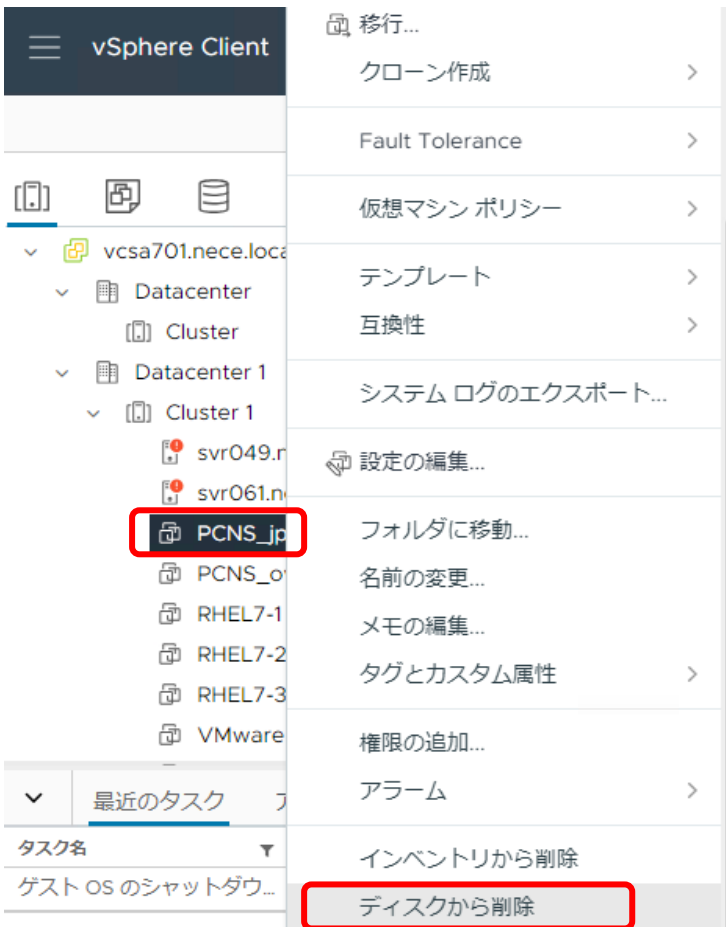 vSphere Client
vcsa701.nece.loca
Datacenter
Cluster
Datacenter 1
Cluster 1
svr049.n
svr061.n
PCNS_jp
PCNS_o
RHEL7-1
RHEL7-2
RHEL7-3
VMware
最近のタスク
タスク名
ゲスト OS のシャットダウ...
移行...
クローン作成
Fault Tolerance
仮想マシン ポリシー
テンプレート
互換性
システム ログのエクスポート...
設定の編集...
フォルダに移動...
名前の変更...
メモの編集...
タグとカスタム属性
権限の追加...
アラーム
インベントリから削除
ディスクから削除